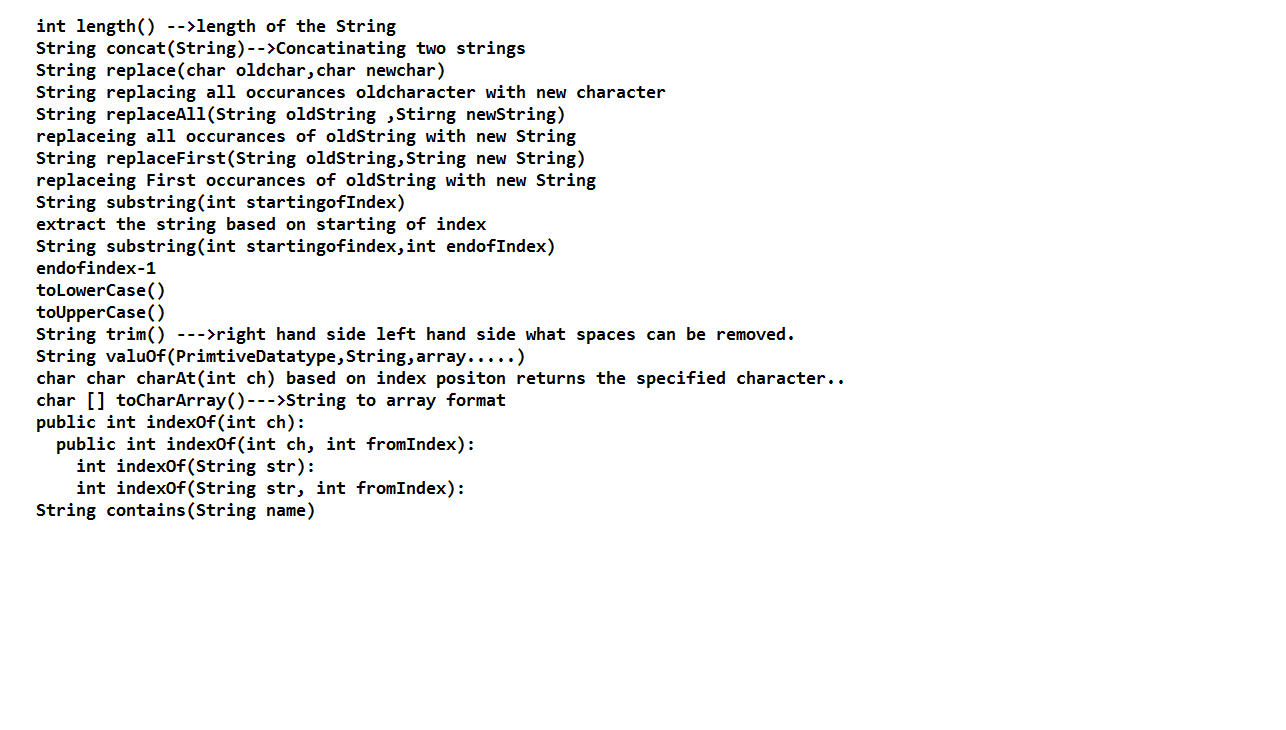 int length() -->length of the String
String concat(String)-->Concatinating two strings
String replace(char oldchar,char newchar)
String replacing all occurances oldcharacter with new character
String replaceAll(String oldString ,Stirng newString)
replaceing all occurances of oldString with new String
String replaceFirst(String oldString,String new String)
replaceing First occurances of oldString with new String
String substring(int startingofIndex)
extract the string based on starting of index
String substring(int startingofindex,int endofIndex)
endofindex-1
toLowerCase()
toUpperCase()
String trim() --->right hand side left hand side what spaces can be removed.
String valuOf(PrimtiveDatatype,String,array.....)
char char charAt(int ch) based on index positon returns the specified character..
char [] toCharArray()--->String to array format
public int indexOf(int ch):
public int indexOf(int ch, int fromIndex):
int indexOf(String str):
int indexOf(String str, int fromIndex):
String contains(String name)